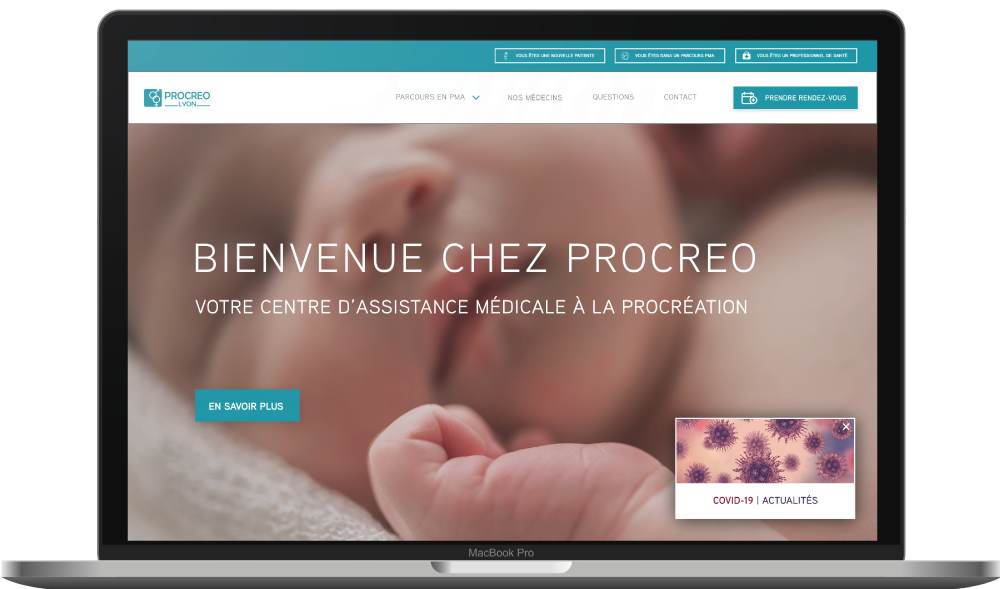 VOUS ÊTES UNE NOUVELLE PATIENTE
VOUS ÊTES DANS UN PARCOURS PMA
VOUS ÊTES UN PROFESSIONNEL DE SANTÉ
PROCREO
LYON
PARCOURS EN PMA
NOS MÉDECINS
QUESTIONS
CONTACT
PRENDRE RENDEZ-VOUS
BIENVENUE CHEZ PROCREO
VOTRE CENTRE D'ASSISTANCE MÉDICALE À LA PROCRÉATION
EN SAVOIR PLUS
COVID-19 | ACTUALITÉS
MacBook Pro